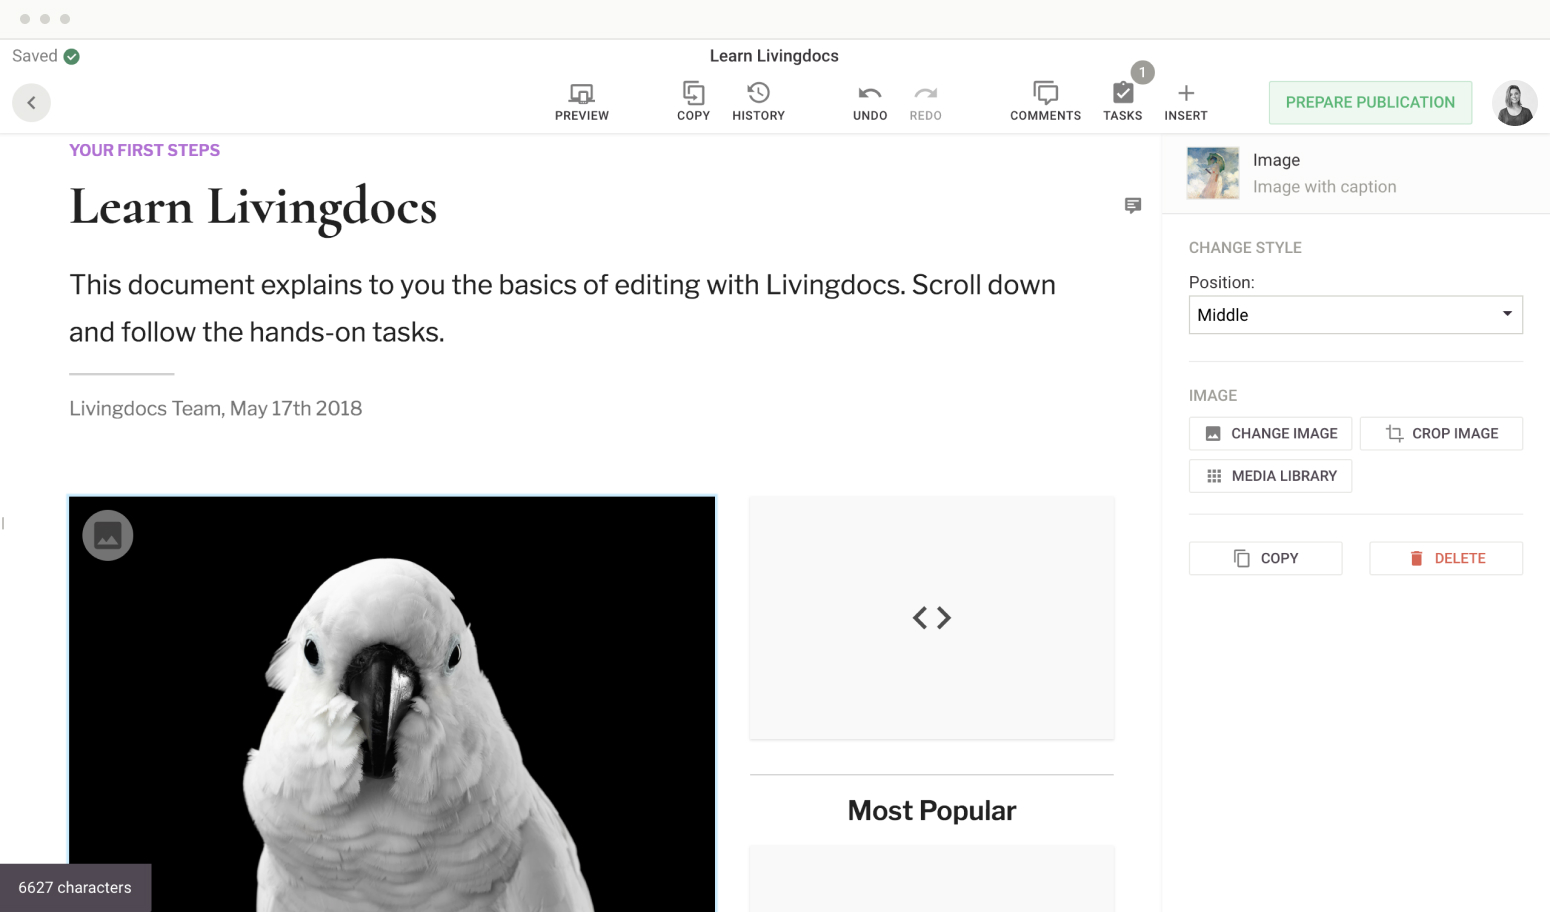 Saved
Learn Livingdocs
PREVIEW
COPY
HISTORY
UNDO
REDO
COMMENTS
1
TASKS
INSERT
PREPARE PUBLICATION
YOUR FIRST STEPS
Learn Livingdocs
This document explains to you the basics of editing with Livingdocs. Scroll down
and follow the hands-on tasks.
Livingdocs Team, May 17th 2018
Most Popular
6627 characters
Image
Image with caption
CHANGE STYLE
Position:
Middle
IMAGE
CHANGE IMAGE
CROP IMAGE
MEDIA LIBRARY
COPY
DELETE